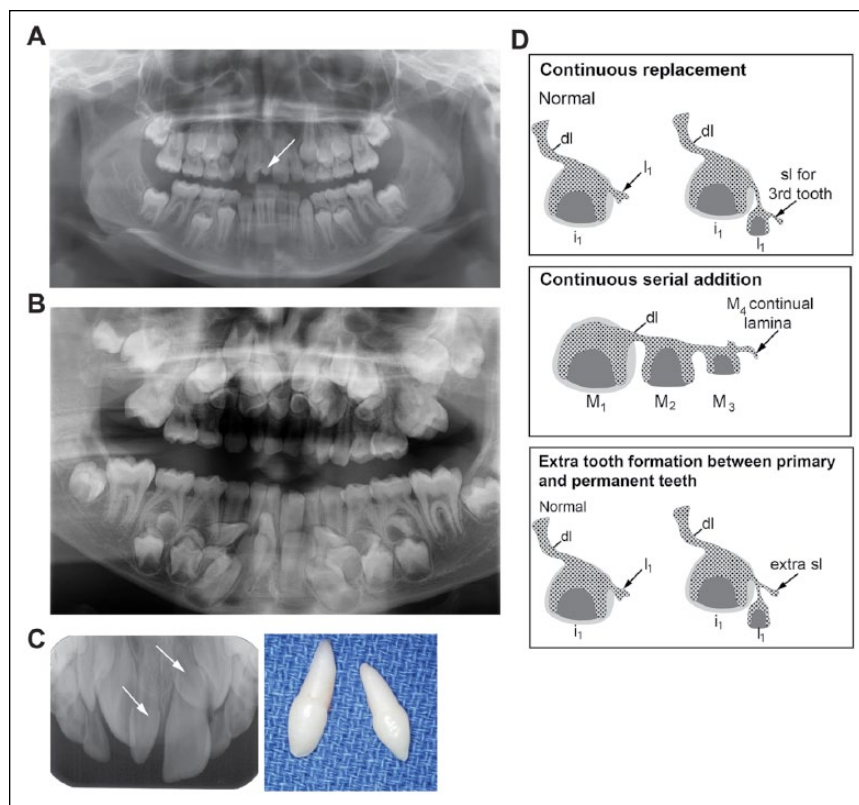 A
B
C
D
Continuous replacement
Normal
dl
I₁
i₁
dl
sl for
3rd tooth
i₁
I₁
Continuous serial addition
dl
M₄ continual
lamina
M₁
M₂
M₃
Extra tooth formation between primary
and permanent teeth
Normal
dl
I₁
i₁
dl
extra sl
i₁
I₁